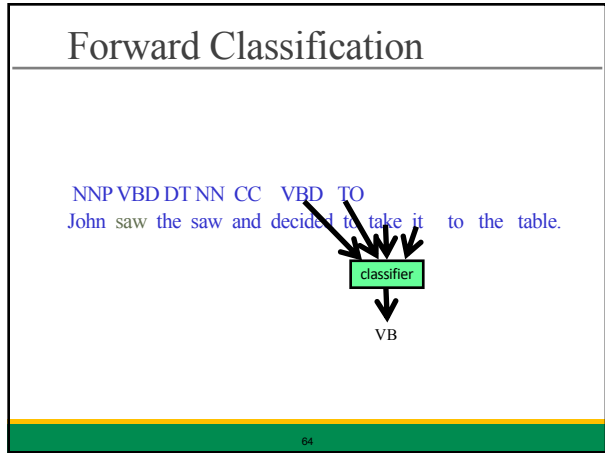 Forward Classification
NNP VBD DT NN CC VBD TO
John saw the saw and decided to take it to the table.
classifier
VB
64